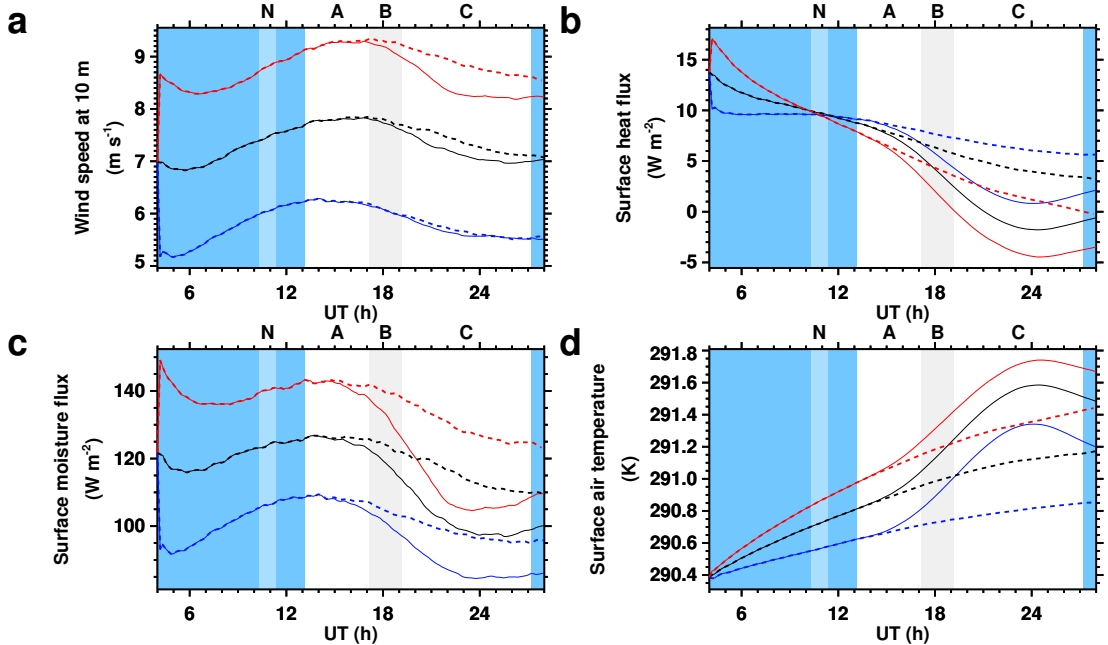 a
N A B C
Wind speed at 10 m
(m s⁻¹)
9
8
7
6
5
6 12 18 24
UT (h)
b
N A B C
Surface heat flux
(W m⁻²)
15
10
5
0
-5
6 12 18 24
UT (h)
c
N A B C
Surface moisture flux
(W m⁻²)
140
120
100
6 12 18 24
UT (h)
d
N A B C
Surface air temperature
(K)
291.8
291.6
291.4
291.2
291.0
290.8
290.6
290.4
6 12 18 24
UT (h)